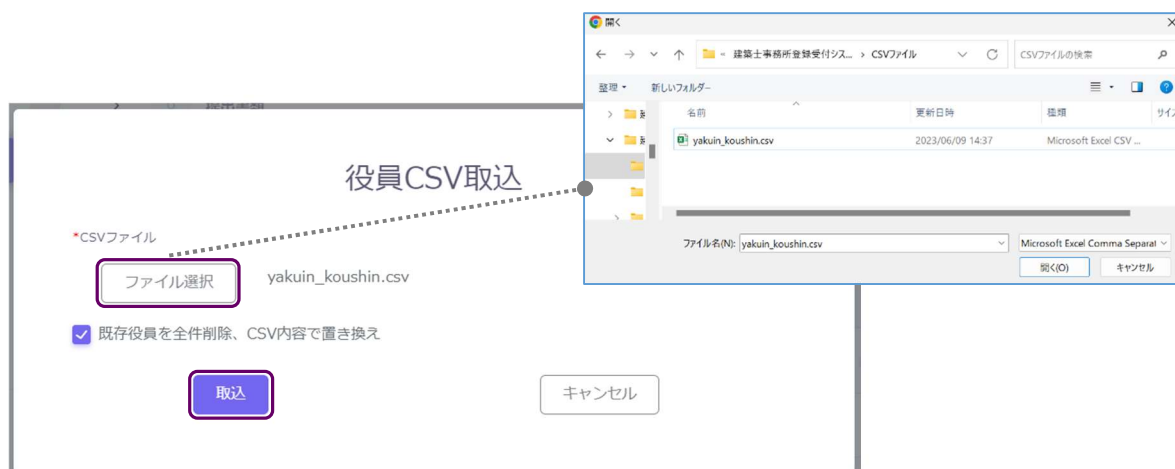 開く
« 建築士事務所登録受付シス... › CSVファイル
CSVファイルの検索
整理
新しいフォルダー
名前
更新日時
種類
サイズ
yakuin_koushin.csv
2023/06/09 14:37
Microsoft Excel CSV ...
ファイル名(N):
yakuin_koushin.csv
Microsoft Excel Comma Separat
開く(O)
キャンセル
役員CSV取込
*CSVファイル
ファイル選択
yakuin_koushin.csv
既存役員を全件削除、CSV内容で置き換え
取込
キャンセル